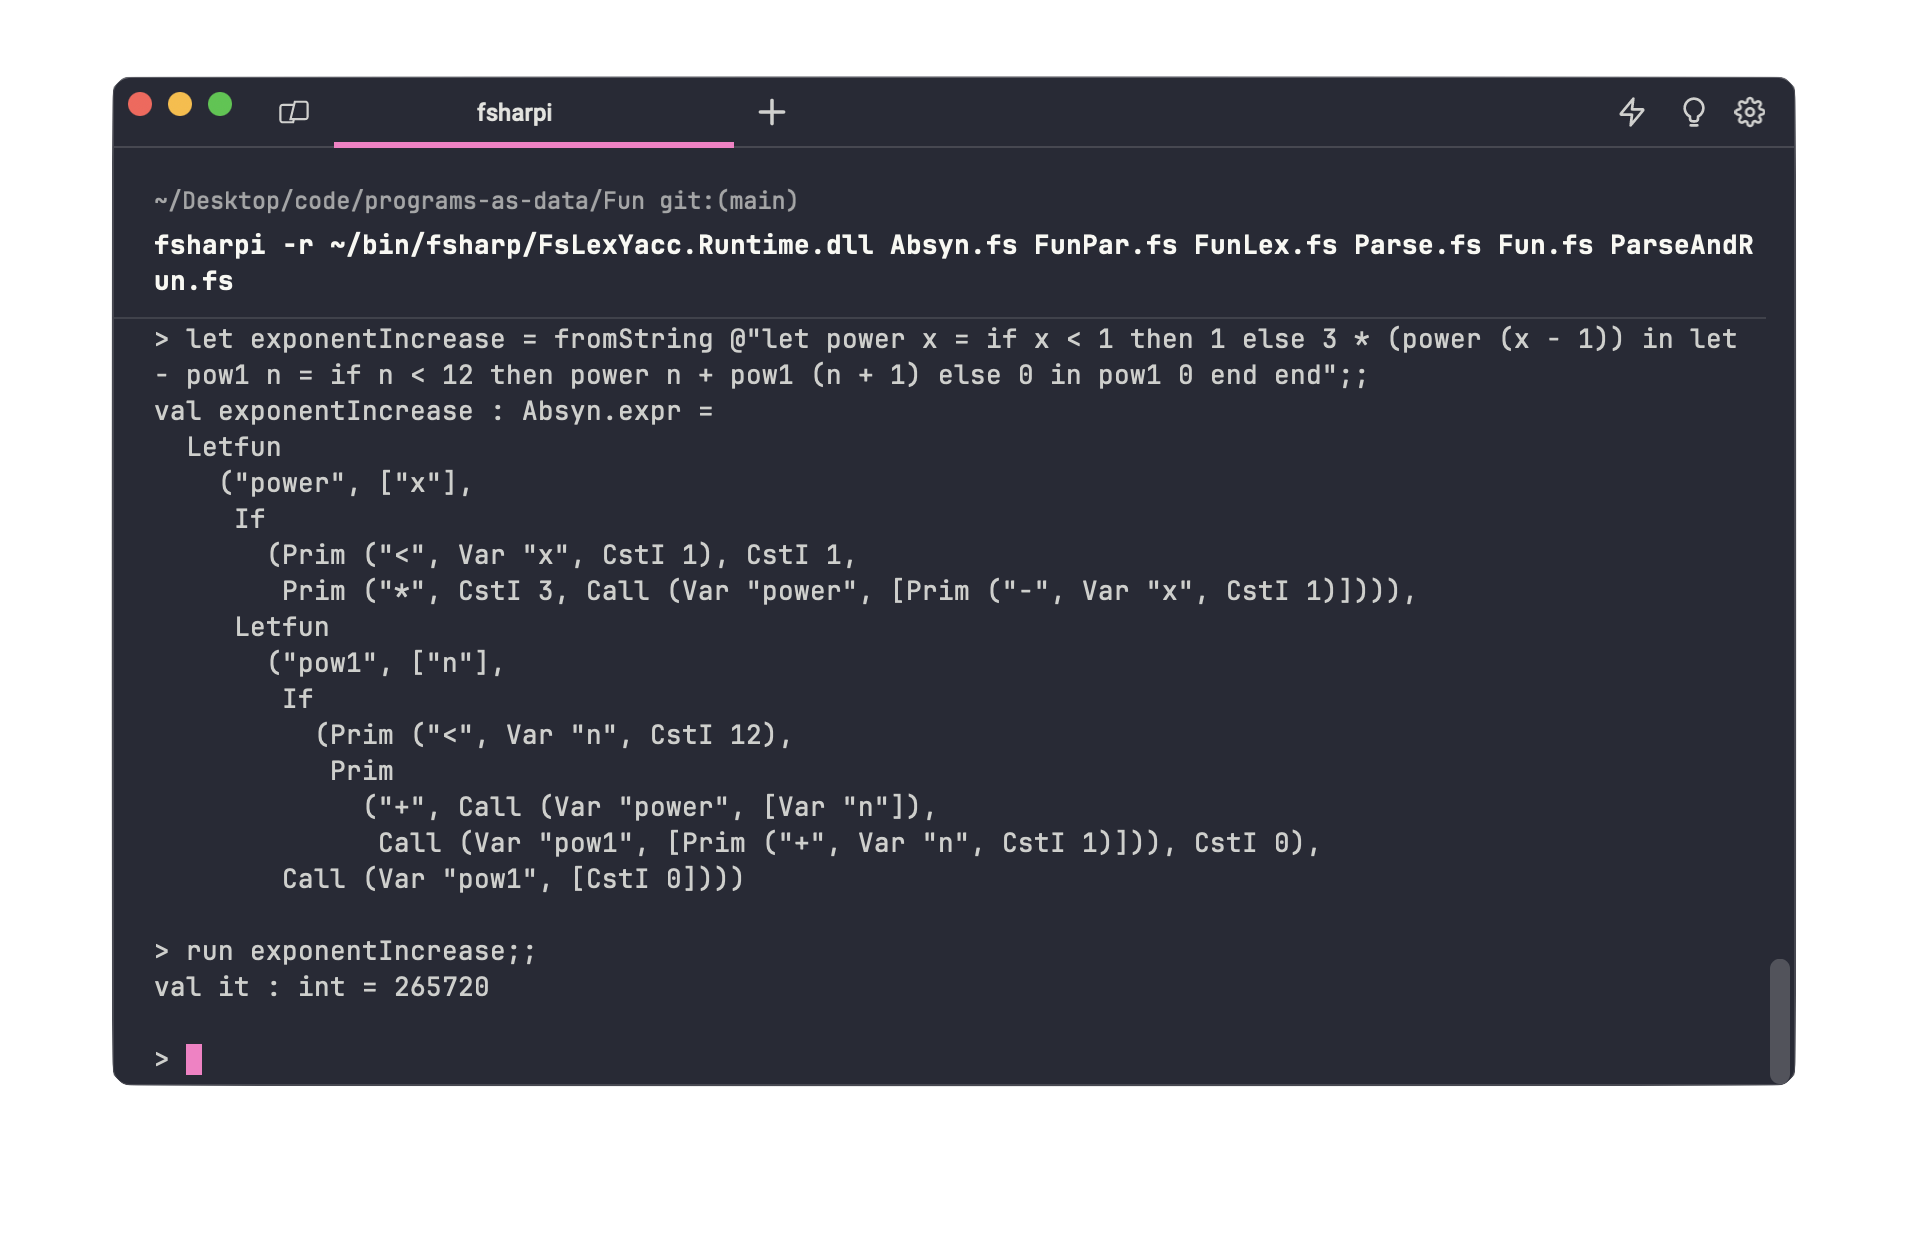 fsharpi
~/Desktop/code/programs-as-data/Fun git:(main)
fsharpi -r ~/bin/fsharp/FsLexYacc.Runtime.dll Absyn.fs FunPar.fs FunLex.fs Parse.fs Fun.fs ParseAndR
un.fs
> let exponentIncrease = fromString @"let power x = if x < 1 then 1 else 3 * (power (x - 1)) in let
- pow1 n = if n < 12 then power n + pow1 (n + 1) else 0 in pow1 0 end end";;
val exponentIncrease : Absyn.expr =
  Letfun
    ("power", ["x"],
     If
       (Prim ("<", Var "x", CstI 1), CstI 1,
        Prim ("*", CstI 3, Call (Var "power", [Prim ("-", Var "x", CstI 1)]))),
     Letfun
       ("pow1", ["n"],
        If
          (Prim ("<", Var "n", CstI 12),
           Prim
             ("+", Call (Var "power", [Var "n"]),
              Call (Var "pow1", [Prim ("+", Var "n", CstI 1)])), CstI 0),
        Call (Var "pow1", [CstI 0])))

> run exponentIncrease;;
val it : int = 265720

>